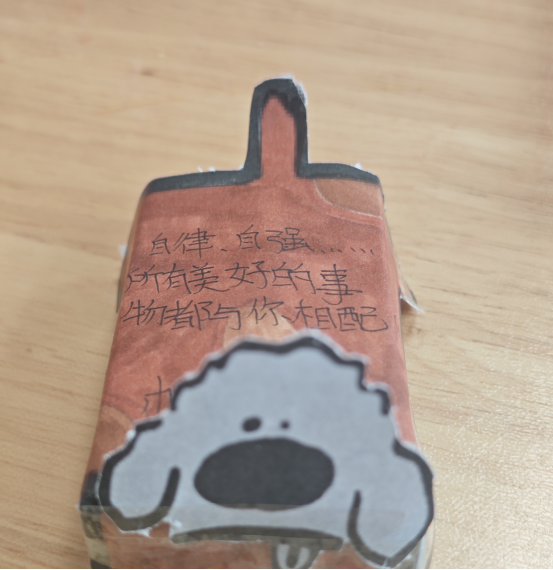 自律、自强……
所有美好的事
物都与你相配